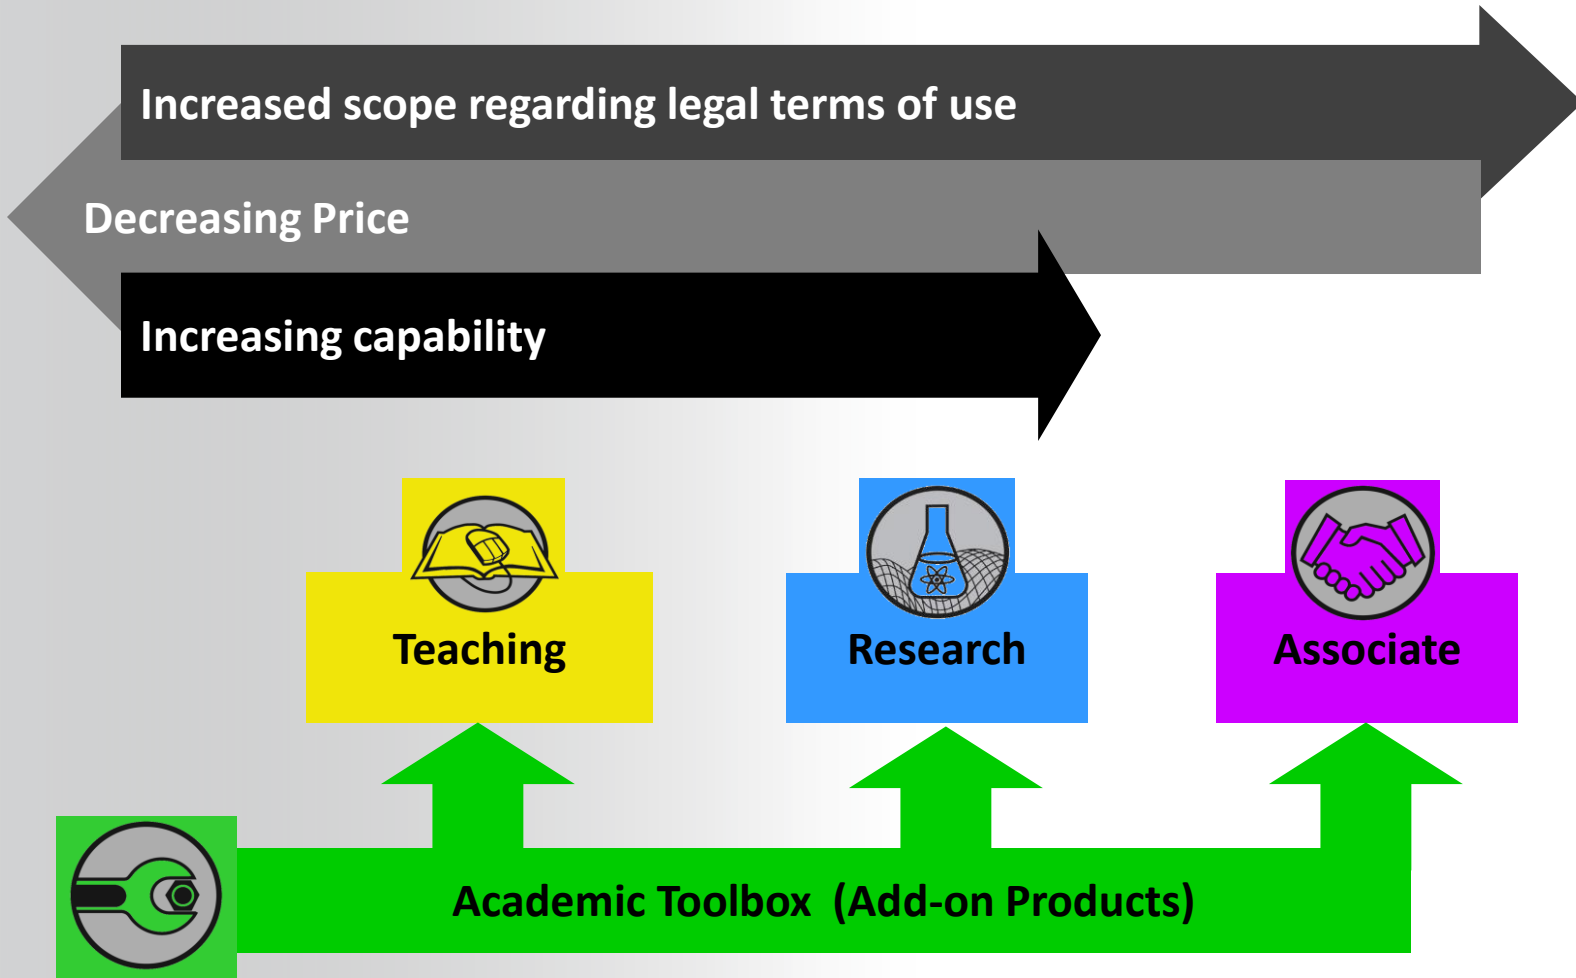 Increased scope regarding legal terms of use
Decreasing Price
Increasing capability
Teaching
Research
Associate
Academic Toolbox (Add-on Products)